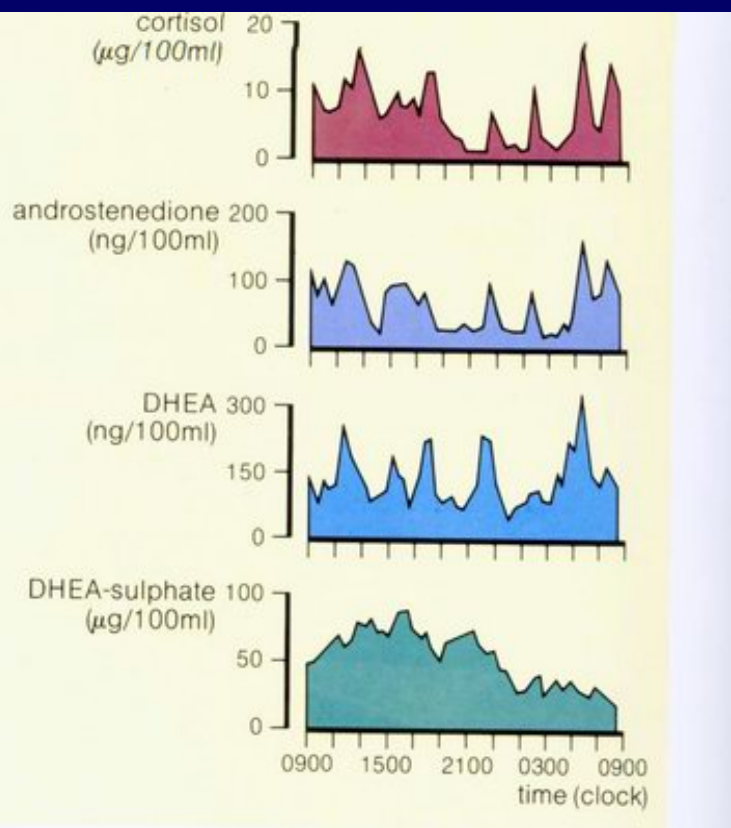 cortisol 20
(μg/100ml)
10
0
androstenedione 200
(ng/100ml)
100
0
DHEA 300
(ng/100ml)
150
0
DHEA-sulphate 100
(μg/100ml)
50
0
0900 1500 2100 0300 0900
time (clock)